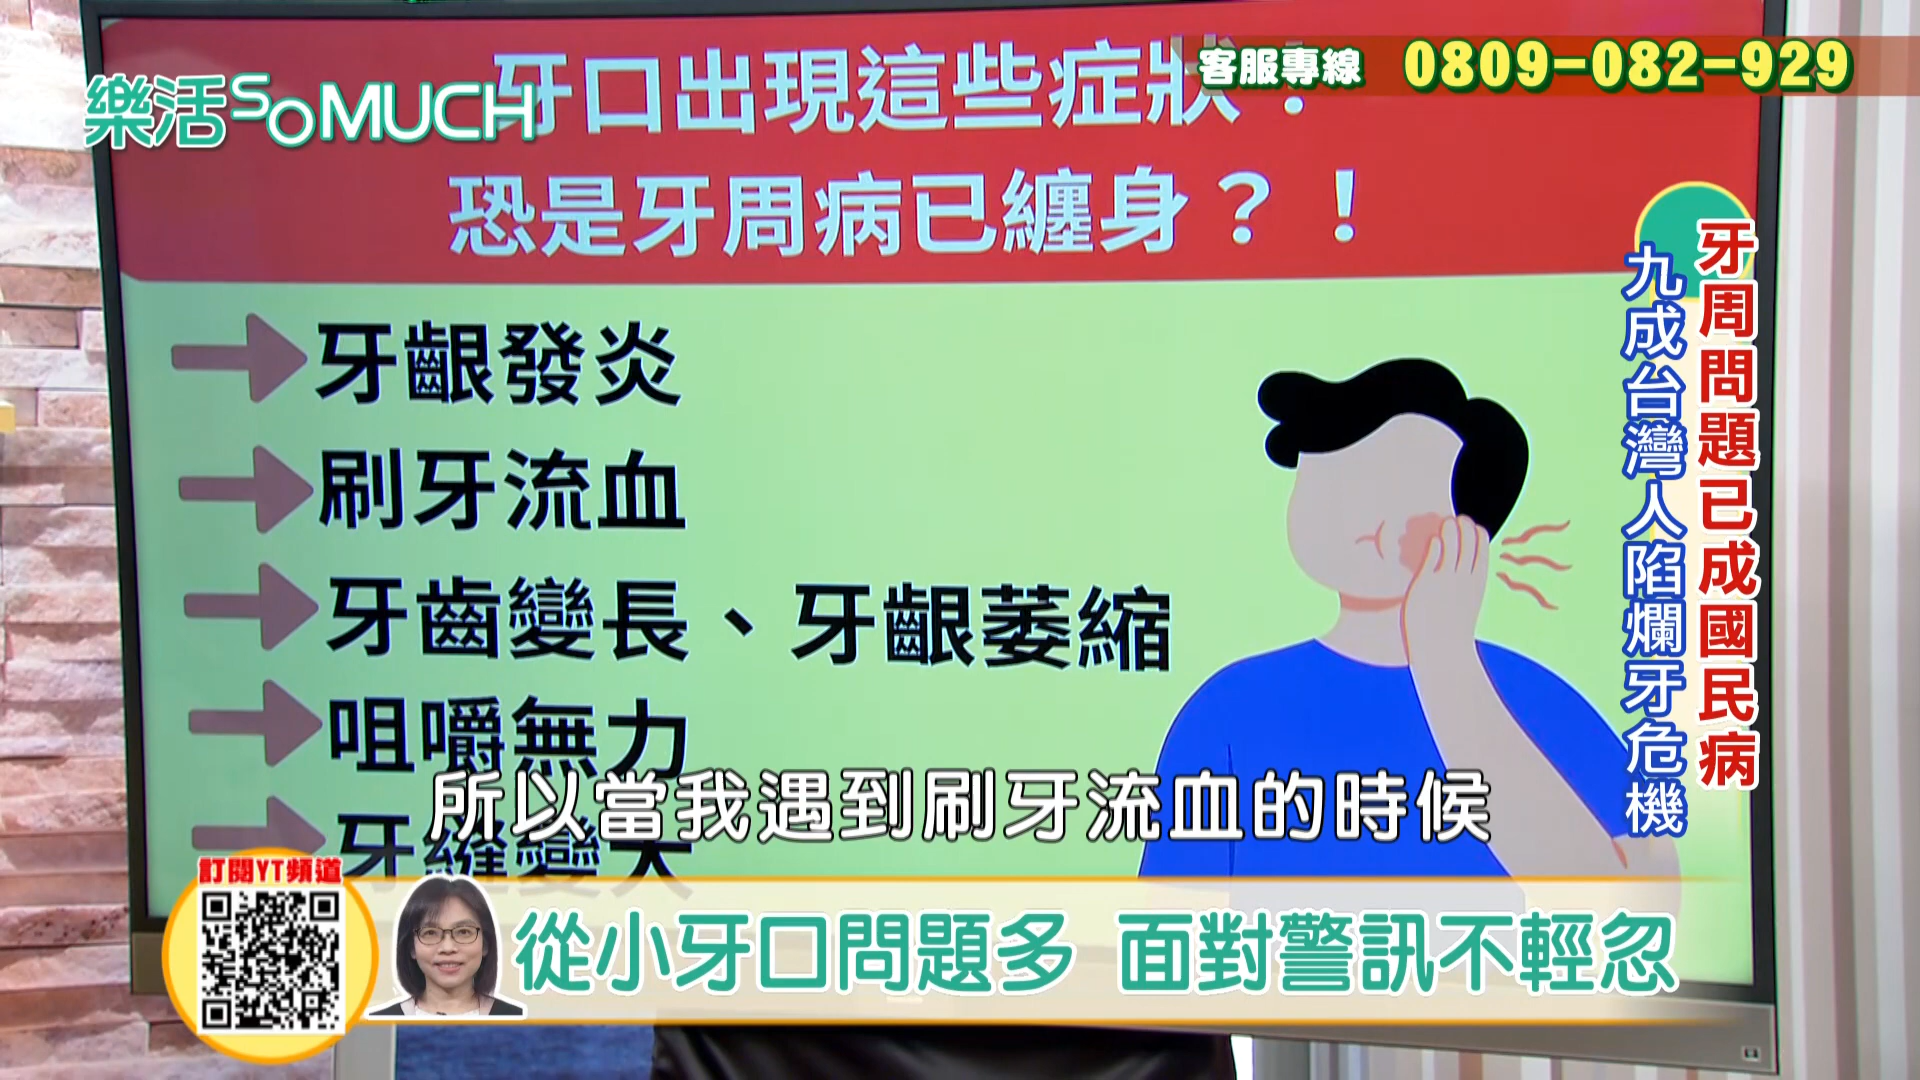 樂活SOMUCH
客服專線 0809-082-929
牙口出現這些症狀！
恐是牙周病已纏身？！
牙齦發炎
刷牙流血
牙齒變長、牙齦萎縮
咀嚼無力
牙縫變大
牙周問題已成國民病
九成台灣人陷爛牙危機
所以當我遇到刷牙流血的時候
訂閱YT頻道
從小牙口問題多 面對警訊不輕忽